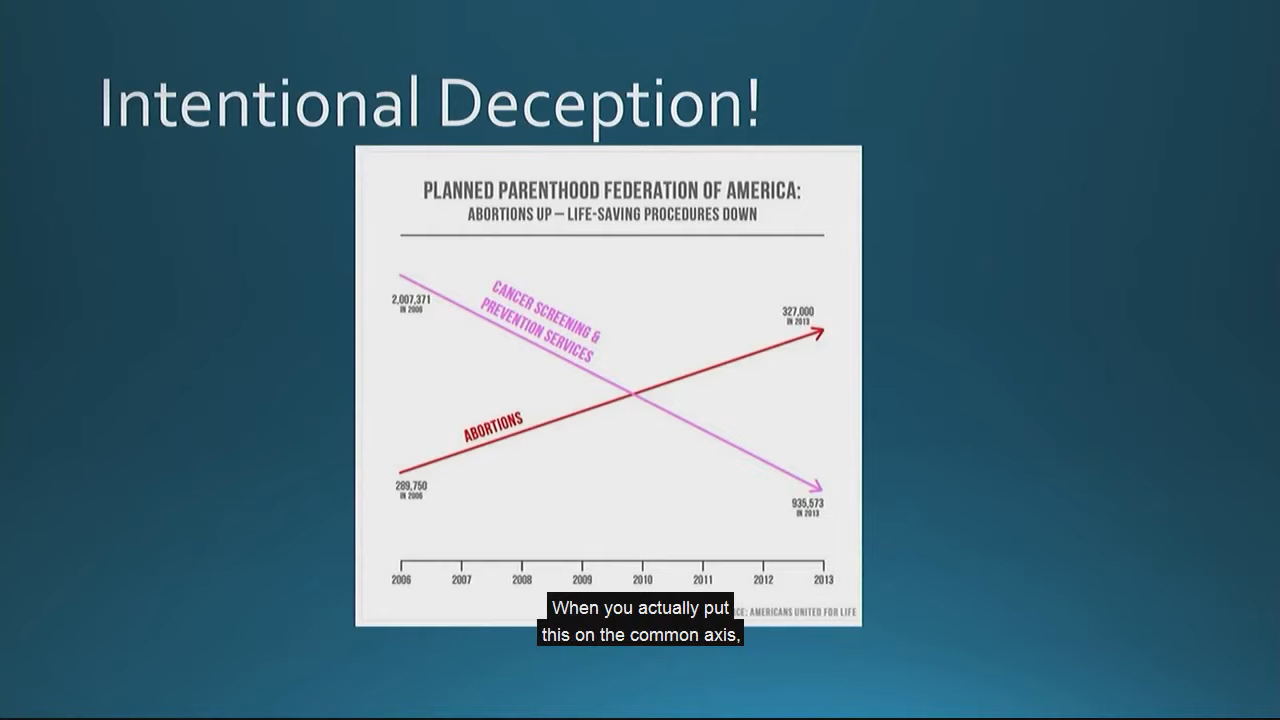 Intentional Deception!
PLANNED PARENTHOOD FEDERATION OF AMERICA:
ABORTIONS UP – LIFE-SAVING PROCEDURES DOWN
2,007,371
IN 2006
CANCER SCREENING &
PREVENTION SERVICES
327,000
IN 2013
ABORTIONS
289,750
IN 2006
935,573
IN 2013
2006 2007 2008 2009 2010 2011 2012 2013
AMERICANS UNITED FOR LIFE
When you actually put
this on the common axis,